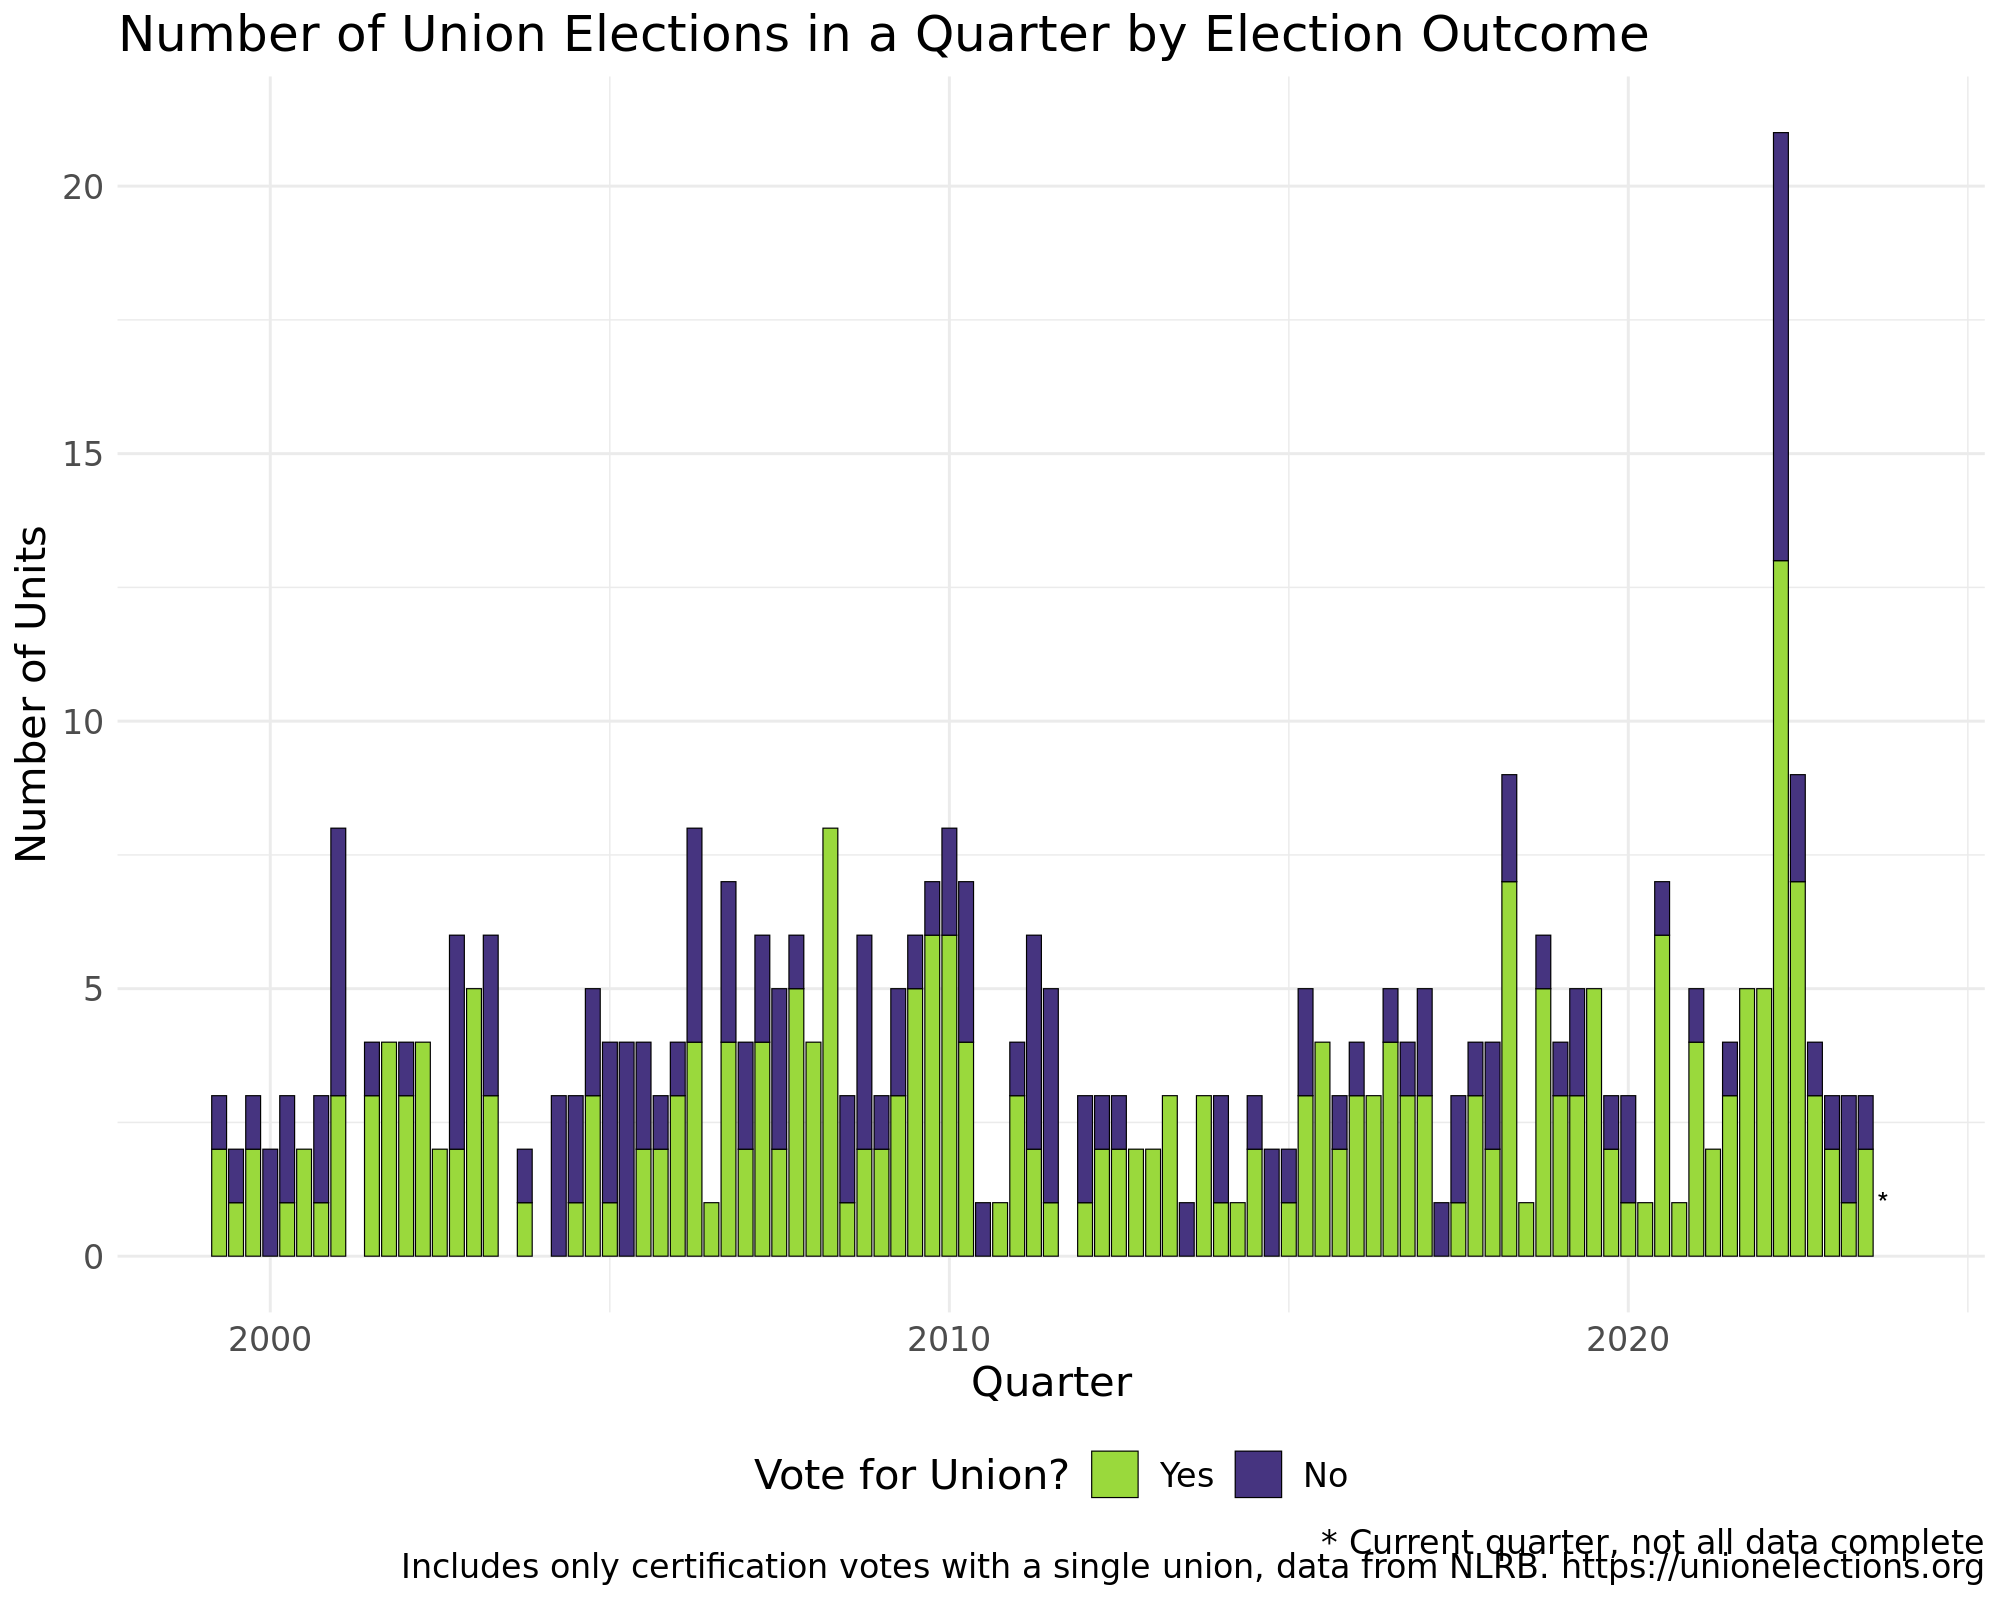 Number of Union Elections in a Quarter by Election Outcome
Number of Units
20
15
10
5
0
*
2000 2010 2020
Quarter
Vote for Union? Yes No
* Current quarter, not all data complete
Includes only certification votes with a single union, data from NLRB. https://unionelections.org